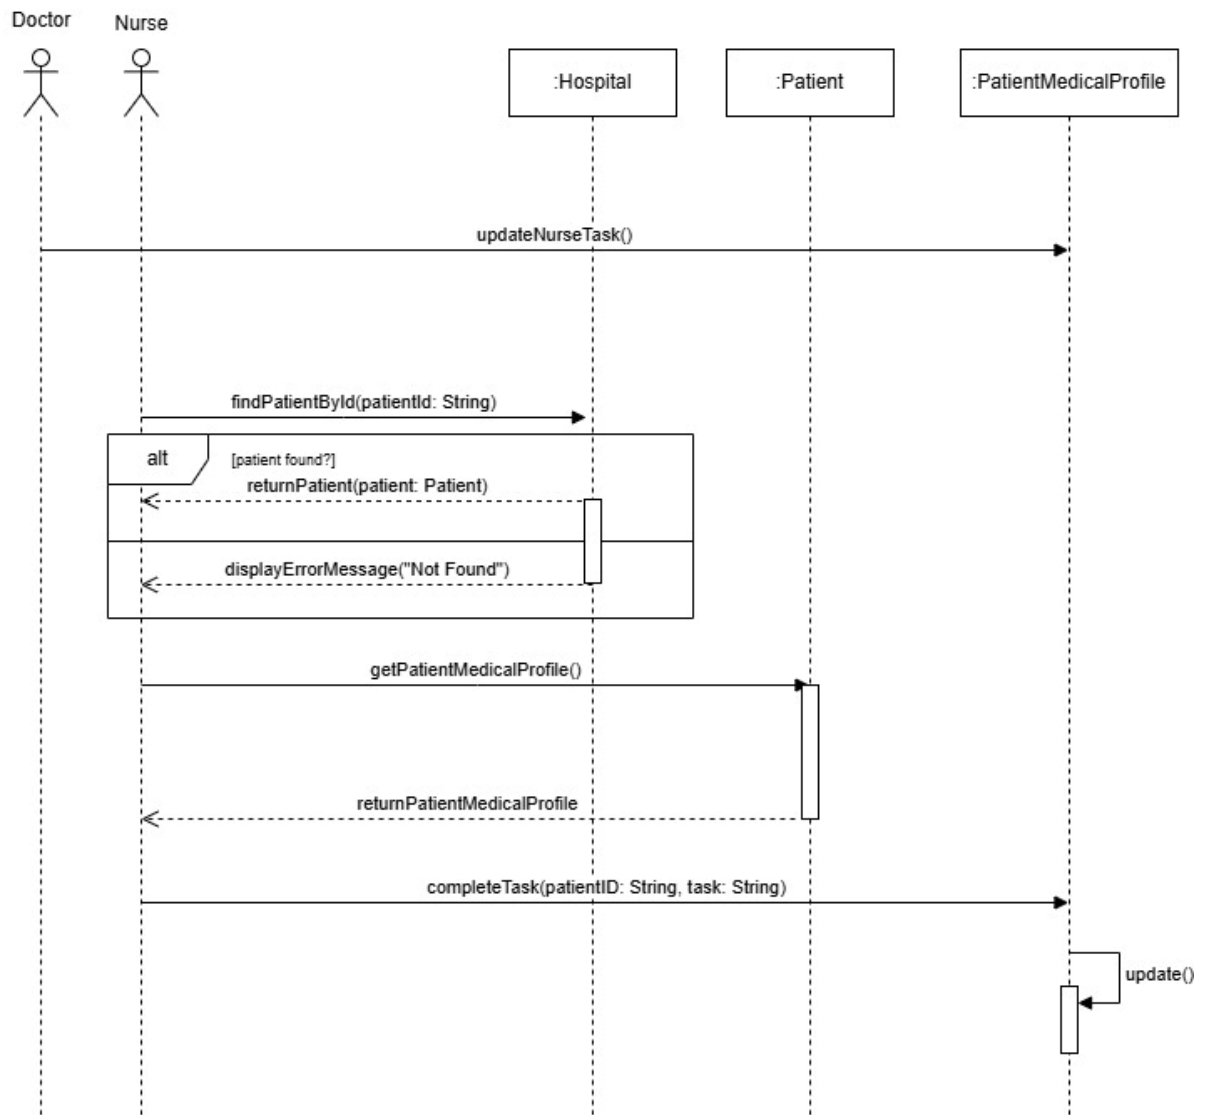 Doctor
Nurse
:Hospital
:Patient
:PatientMedicalProfile
updateNurseTask()
findPatientById(patientId: String)
alt
[patient found?]
returnPatient(patient: Patient)
displayErrorMessage("Not Found")
getPatientMedicalProfile()
returnPatientMedicalProfile
completeTask(patientID: String, task: String)
update()